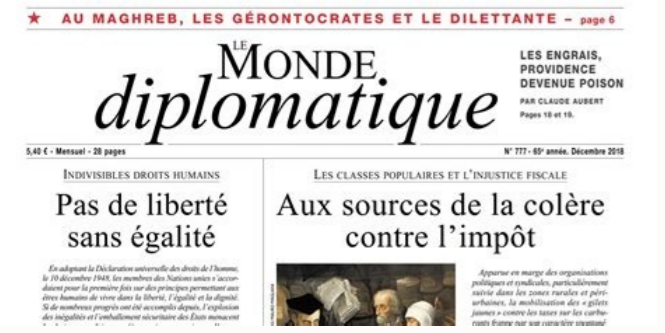 ★ AU MAGHREB, LES GÉRONTOCRATES ET LE DILETTANTE – page 6
LE
MONDE
diplomatique
LES ENGRAIS,
PROVIDENCE
DEVENUE POISON
PAR CLAUDE AUBERT
Pages 18 et 19.
5,40 € - Mensuel - 28 pages
N° 777 - 65e année. Décembre 2018
INDIVISIBLES DROITS HUMAINS
Pas de liberté
sans égalité
En adoptant la Déclaration universelle des droits de l'homme,
le 10 décembre 1948, les membres des Nations unies s'accor-
daient pour la première fois sur des principes permettant aux
êtres humains de vivre dans la liberté, l'égalité et la dignité.
Si de nombreux progrès ont été accomplis depuis, l'explosion
des inégalités et l'emballement sécuritaire des États menacent
LES CLASSES POPULAIRES ET L'INJUSTICE FISCALE
Aux sources de la colère
contre l'impôt
Apparue en marge des organisations
politiques et syndicales, particulièrement
suivie dans les zones rurales et péri-
urbaines, la mobilisation des « gilets
jaunes » contre les taxes sur les carbu-
rants frappe par son caractère spontané